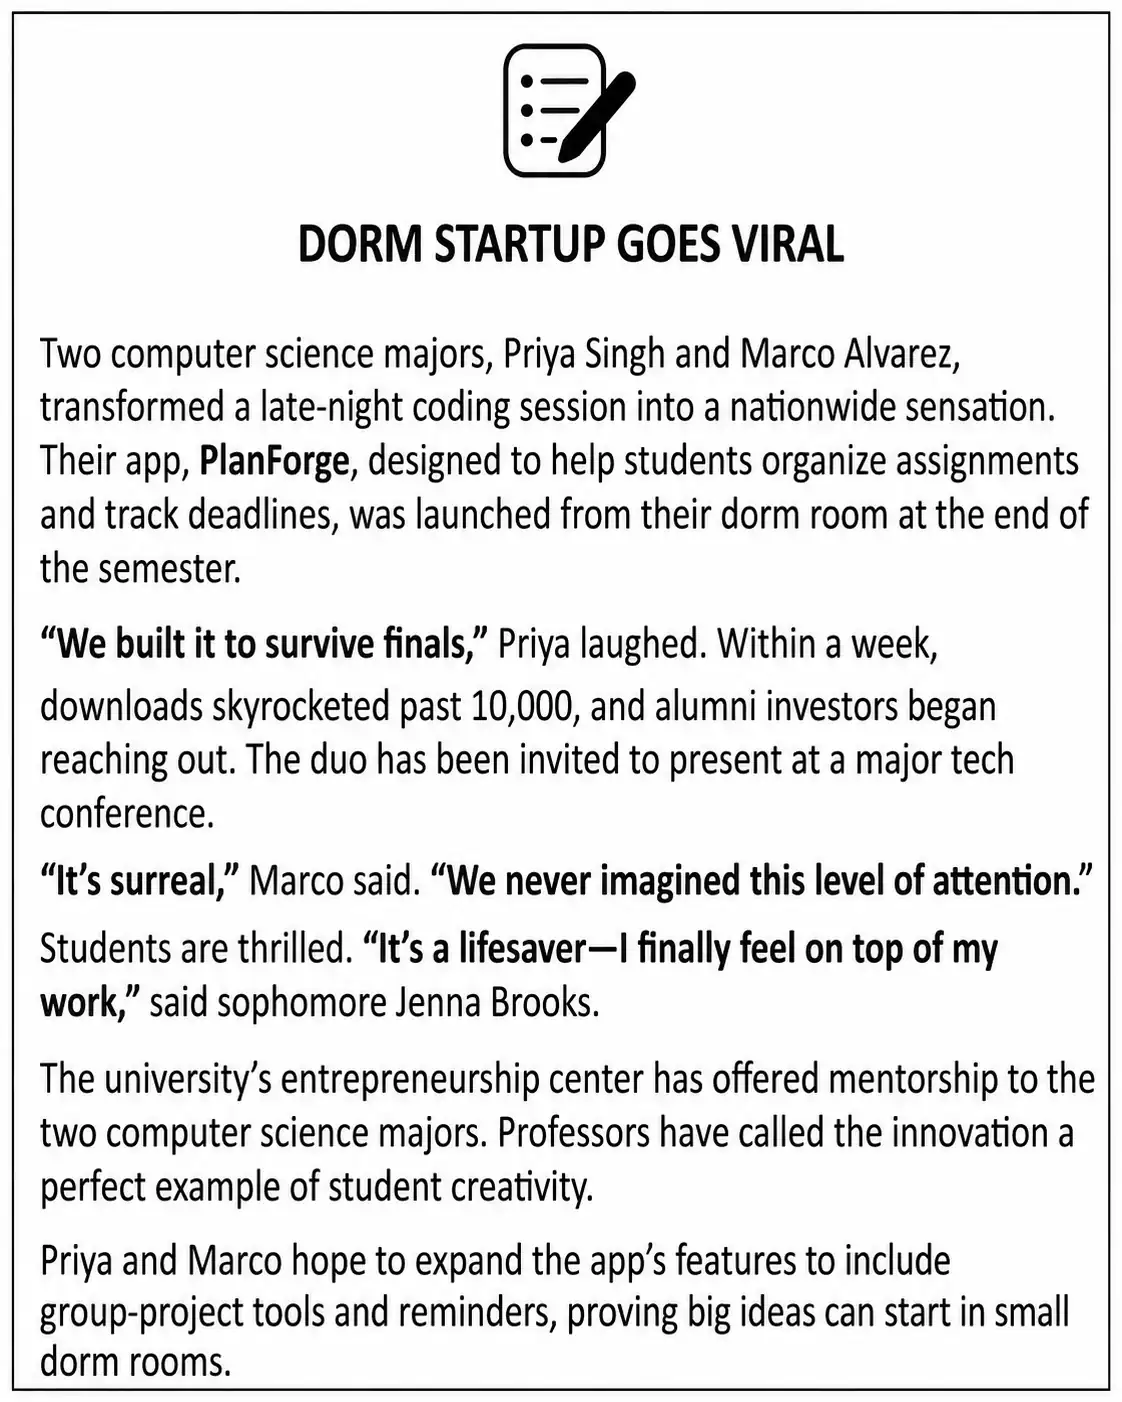 DORM STARTUP GOES VIRAL
Two computer science majors, Priya Singh and Marco Alvarez,
transformed a late-night coding session into a nationwide sensation.
Their app, PlanForge, designed to help students organize assignments
and track deadlines, was launched from their dorm room at the end of
the semester.
“We built it to survive finals,” Priya laughed. Within a week,
downloads skyrocketed past 10,000, and alumni investors began
reaching out. The duo has been invited to present at a major tech
conference.
“It’s surreal,” Marco said. “We never imagined this level of attention.”
Students are thrilled. “It’s a lifesaver—I finally feel on top of my
work,” said sophomore Jenna Brooks.
The university’s entrepreneurship center has offered mentorship to the
two computer science majors. Professors have called the innovation a
perfect example of student creativity.
Priya and Marco hope to expand the app’s features to include
group-project tools and reminders, proving big ideas can start in small
dorm rooms.